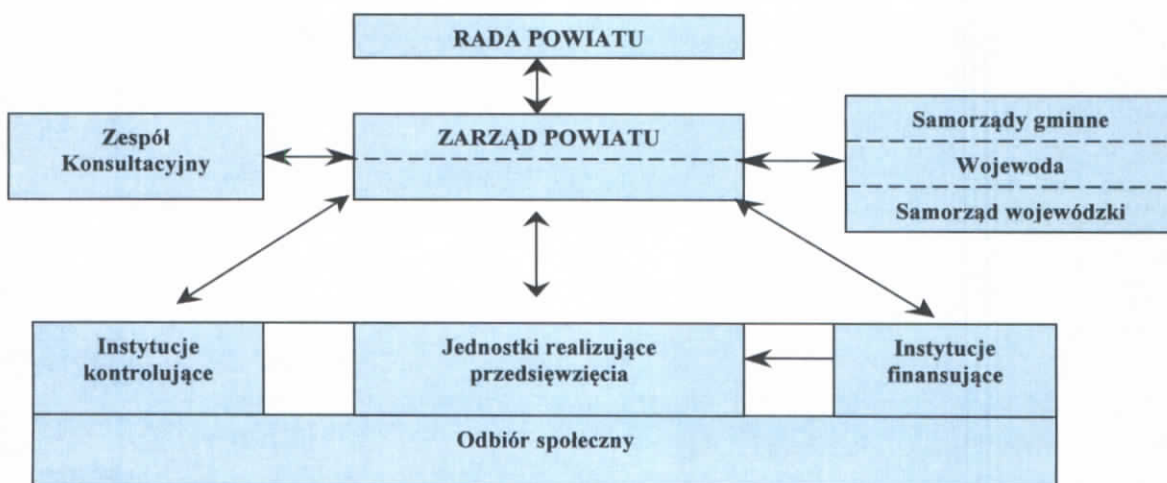 RADA POWIATU
Zespół
Konsultacyjny
ZARZĄD POWIATU
Samorządy gminne
Wojewoda
Samorząd wojewódzki
Instytucje
kontrolujące
Jednostki realizujące
przedsięwzięcia
Instytucje
finansujące
Odbiór społeczny